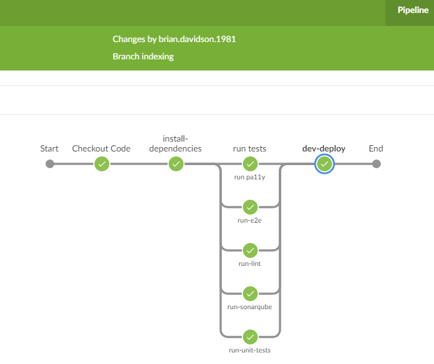 Pipeline
Changes by brian.davidson.1981
Branch indexing
Start
Checkout Code
install-
dependencies
run tests
dev-deploy
End
run pa11y
run-e2e
run-lint
run-sonarqube
run-unit-tests